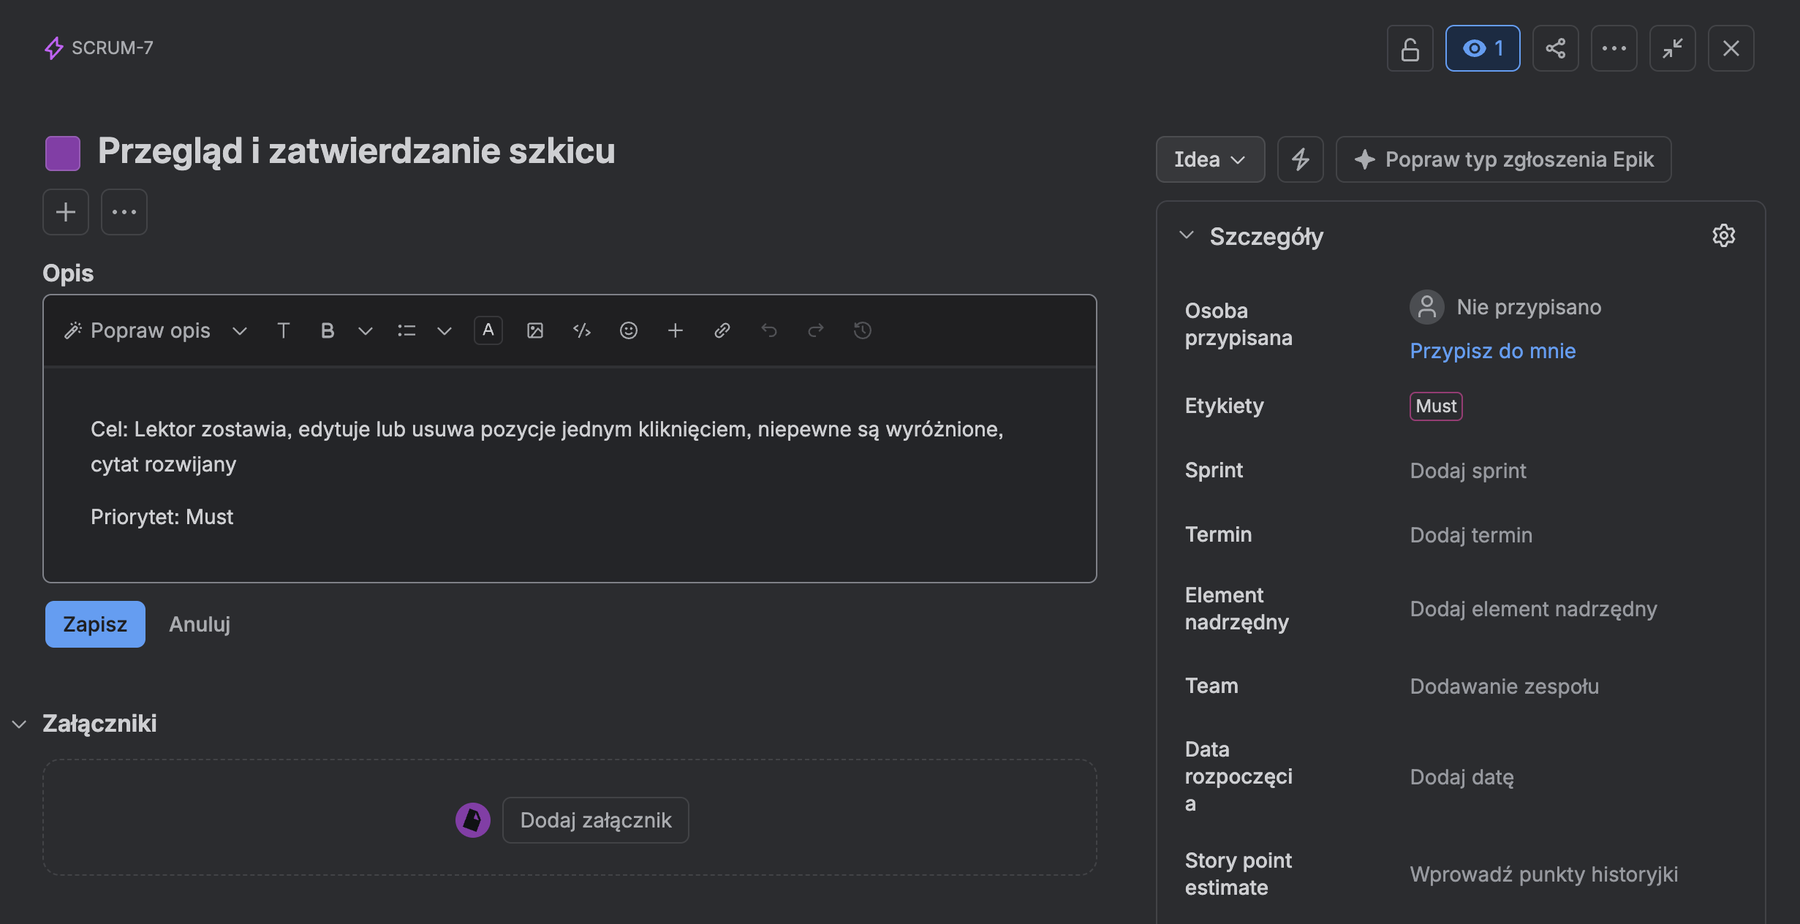 SCRUM-7
1
Przegląd i zatwierdzanie szkicu
Idea
Popraw typ zgłoszenia Epik
Opis
Popraw opis
T
B
A
Cel: Lektor zostawia, edytuje lub usuwa pozycje jednym kliknięciem, niepewne są wyróżnione,
cytat rozwijany
Priorytet: Must
Zapisz
Anuluj
Załączniki
Dodaj załącznik
Szczegóły
Osoba
przypisana
Nie przypisano
Przypisz do mnie
Etykiety
Must
Sprint
Dodaj sprint
Termin
Dodaj termin
Element
nadrzędny
Dodaj element nadrzędny
Team
Dodawanie zespołu
Data
rozpoczęci
a
Dodaj datę
Story point
estimate
Wprowadź punkty historyjki